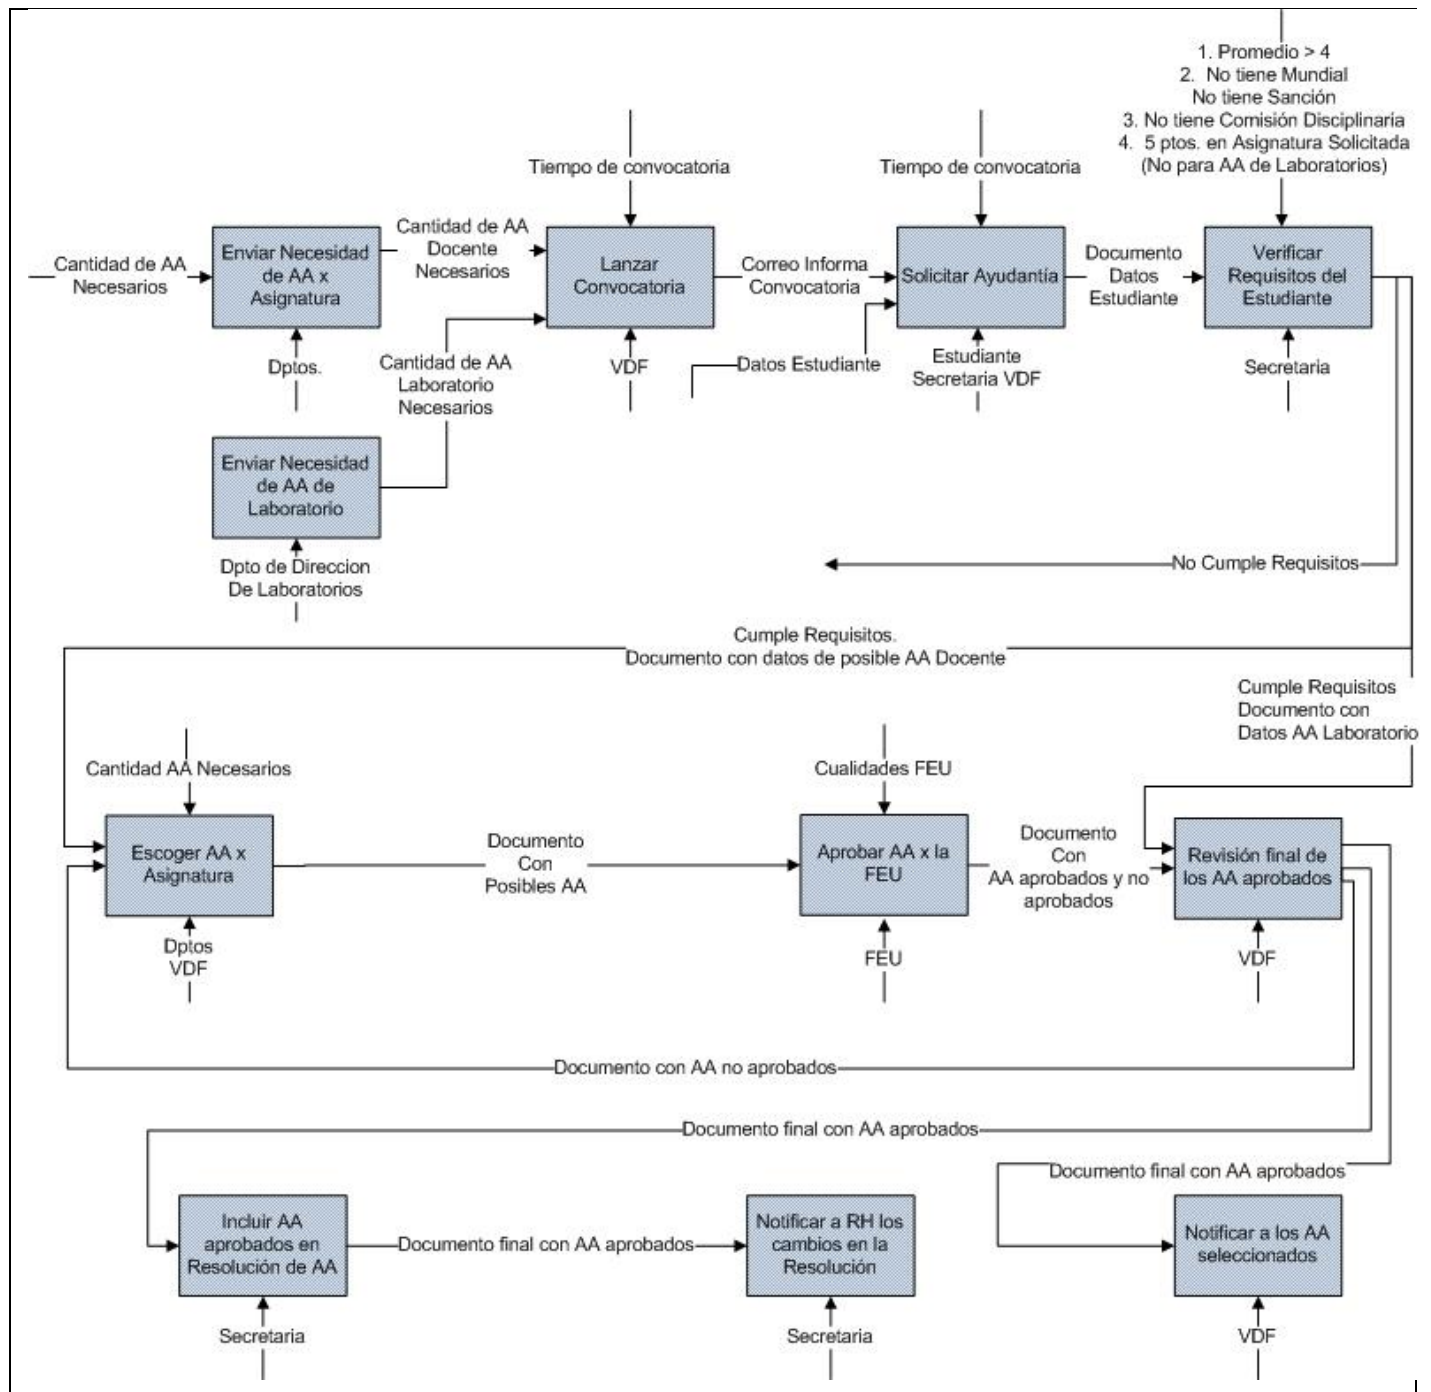 1. Promedio > 4
2. No tiene Mundial
No tiene Sanción
3. No tiene Comisión Disciplinaria
4. 5 ptos. en Asignatura Solicitada
(No para AA de Laboratorios)
Tiempo de convocatoria
Tiempo de convocatoria
Cantidad de AA
Necesarios
Enviar Necesidad
de AA x
Asignatura
Cantidad de AA
Docente
Necesarios
Lanzar
Convocatoria
Correo Informa
Convocatoria
Solicitar Ayudantía
Documento
Datos
Estudiante
Verificar
Requisitos del
Estudiante
Dptos.
Cantidad de AA
Laboratorio
Necesarios
VDF
Datos Estudiante
Estudiante
Secretaria VDF
Secretaria
Enviar Necesidad
de AA de
Laboratorio
Dpto de Direccion
De Laboratorios
No Cumple Requisitos
Cumple Requisitos.
Documento con datos de posible AA Docente
Cumple Requisitos
Documento con
Datos AA Laboratorio
Cantidad AA Necesarios
Cualidades FEU
Escoger AA x
Asignatura
Documento
Con
Posibles AA
Aprobar AA x la
FEU
Documento
Con
AA aprobados y no
aprobados
Revisión final de
los AA aprobados
Dptos
VDF
FEU
VDF
Documento con AA no aprobados
Documento final con AA aprobados
Documento final con AA aprobados
Incluir AA
aprobados en
Resolución de AA
Documento final con AA aprobados
Notificar a RH los
cambios en la
Resolución
Notificar a los AA
seleccionados
Secretaria
Secretaria
VDF